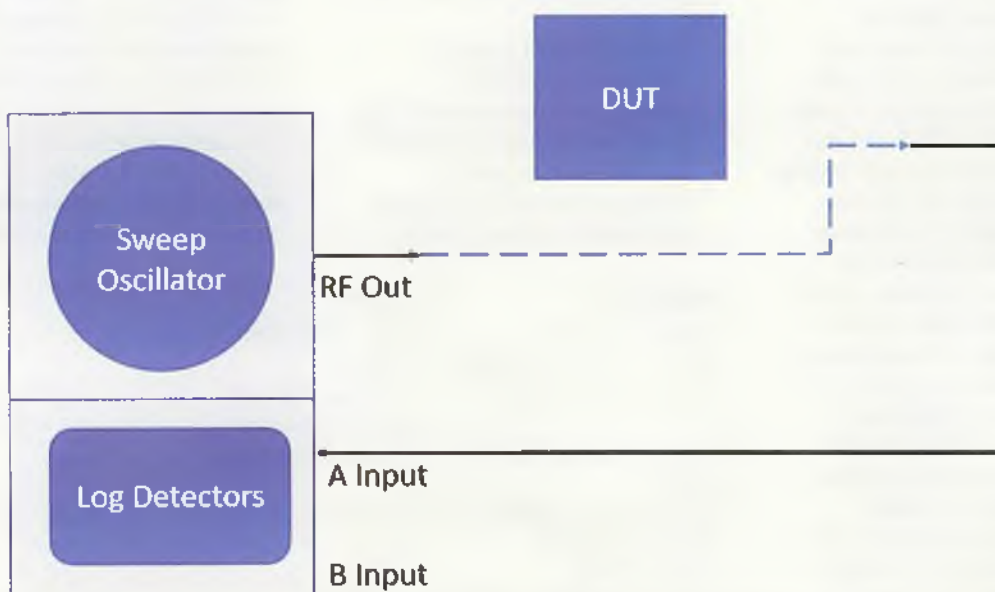 DUT
Sweep
Oscillator
RF Out
A Input
Log Detectors
B Input